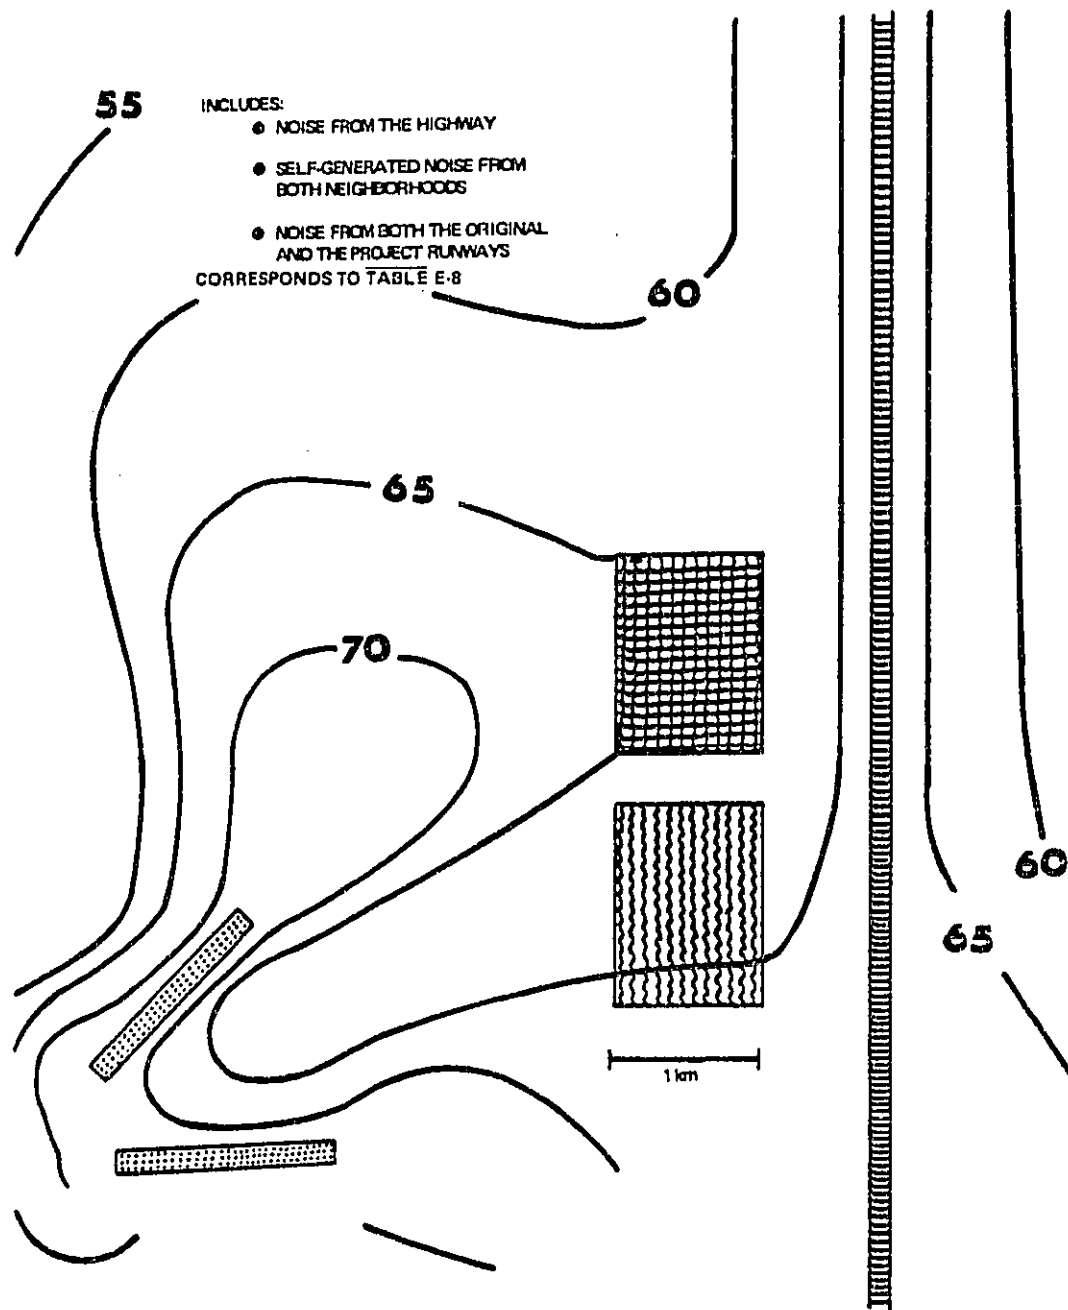 55
INCLUDES:
● NOISE FROM THE HIGHWAY
● SELF-GENERATED NOISE FROM
BOTH NEIGHBORHOODS
● NOISE FROM BOTH THE ORIGINAL
AND THE PROJECT RUNWAYS
CORRESPONDS TO TABLE E-8
60
65
70
60
65
1 km